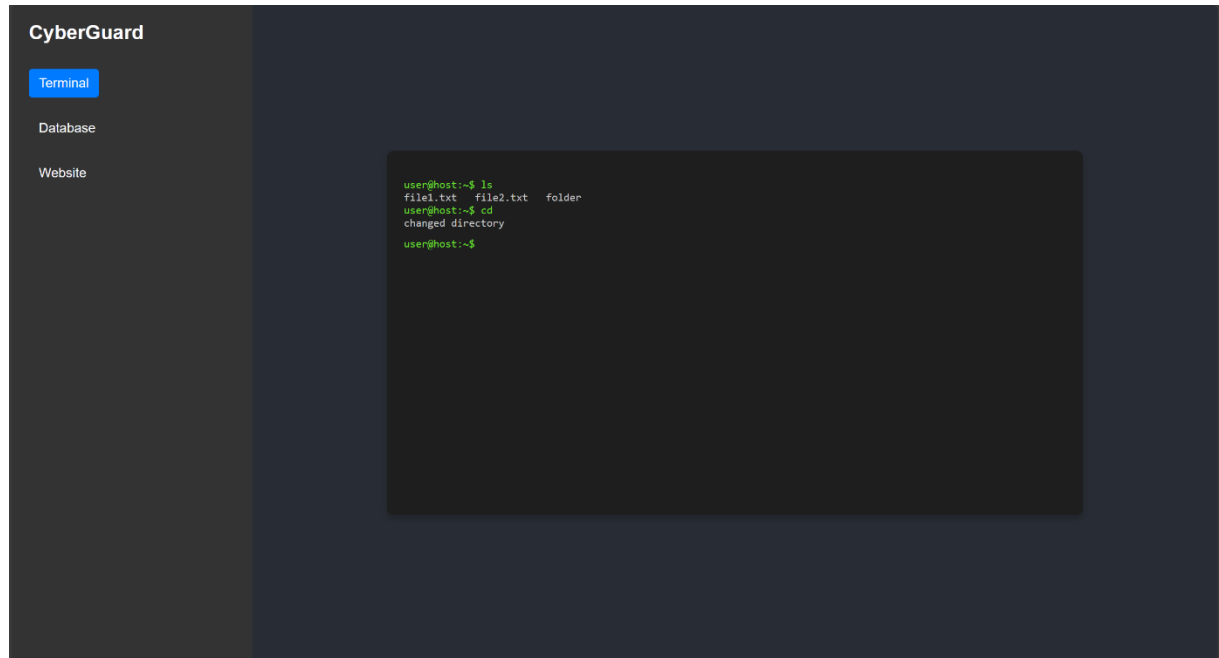 CyberGuard
Terminal
Database
Website
user@host:~$ ls
file1.txt   file2.txt   folder
user@host:~$ cd
changed directory
user@host:~$